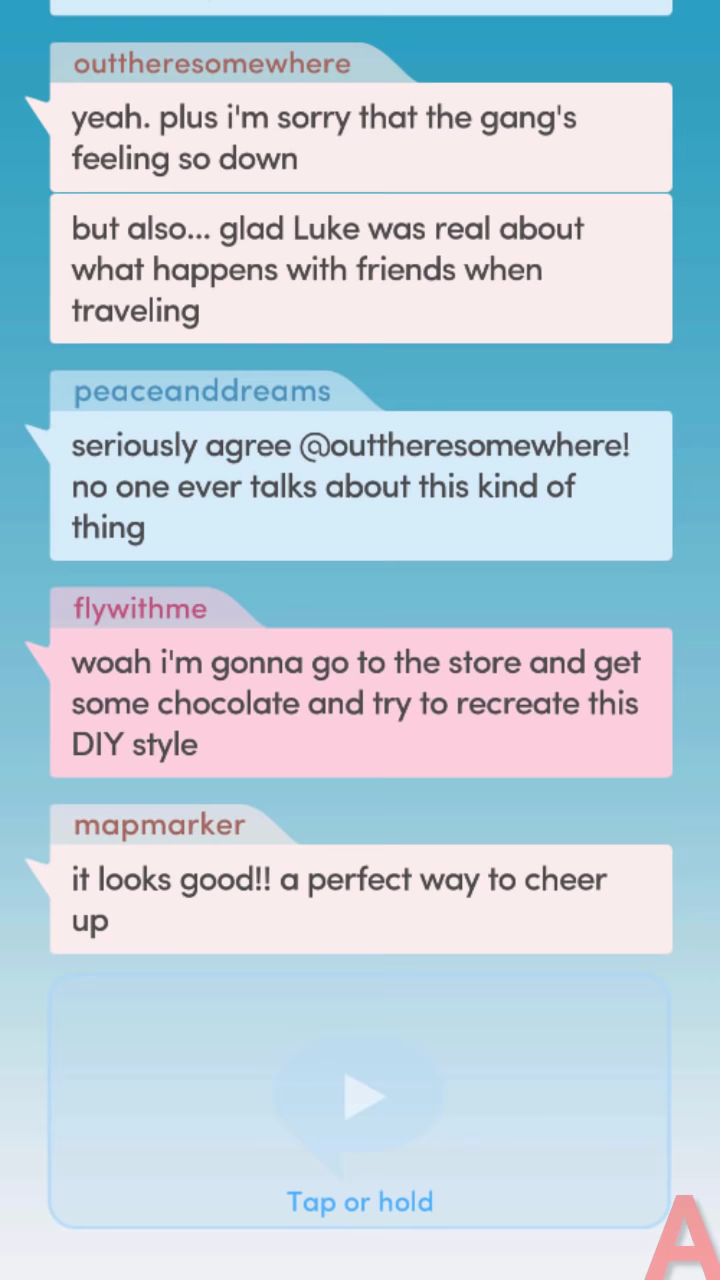 outtheresomewhere
yeah. plus i'm sorry that the gang's
feeling so down
but also... glad Luke was real about
what happens with friends when
traveling
peaceanddreams
seriously agree @outtheresomewhere!
no one ever talks about this kind of
thing
flywithme
woah i'm gonna go to the store and get
some chocolate and try to recreate this
DIY style
mapmarker
it looks good!! a perfect way to cheer
up
Tap or hold
A